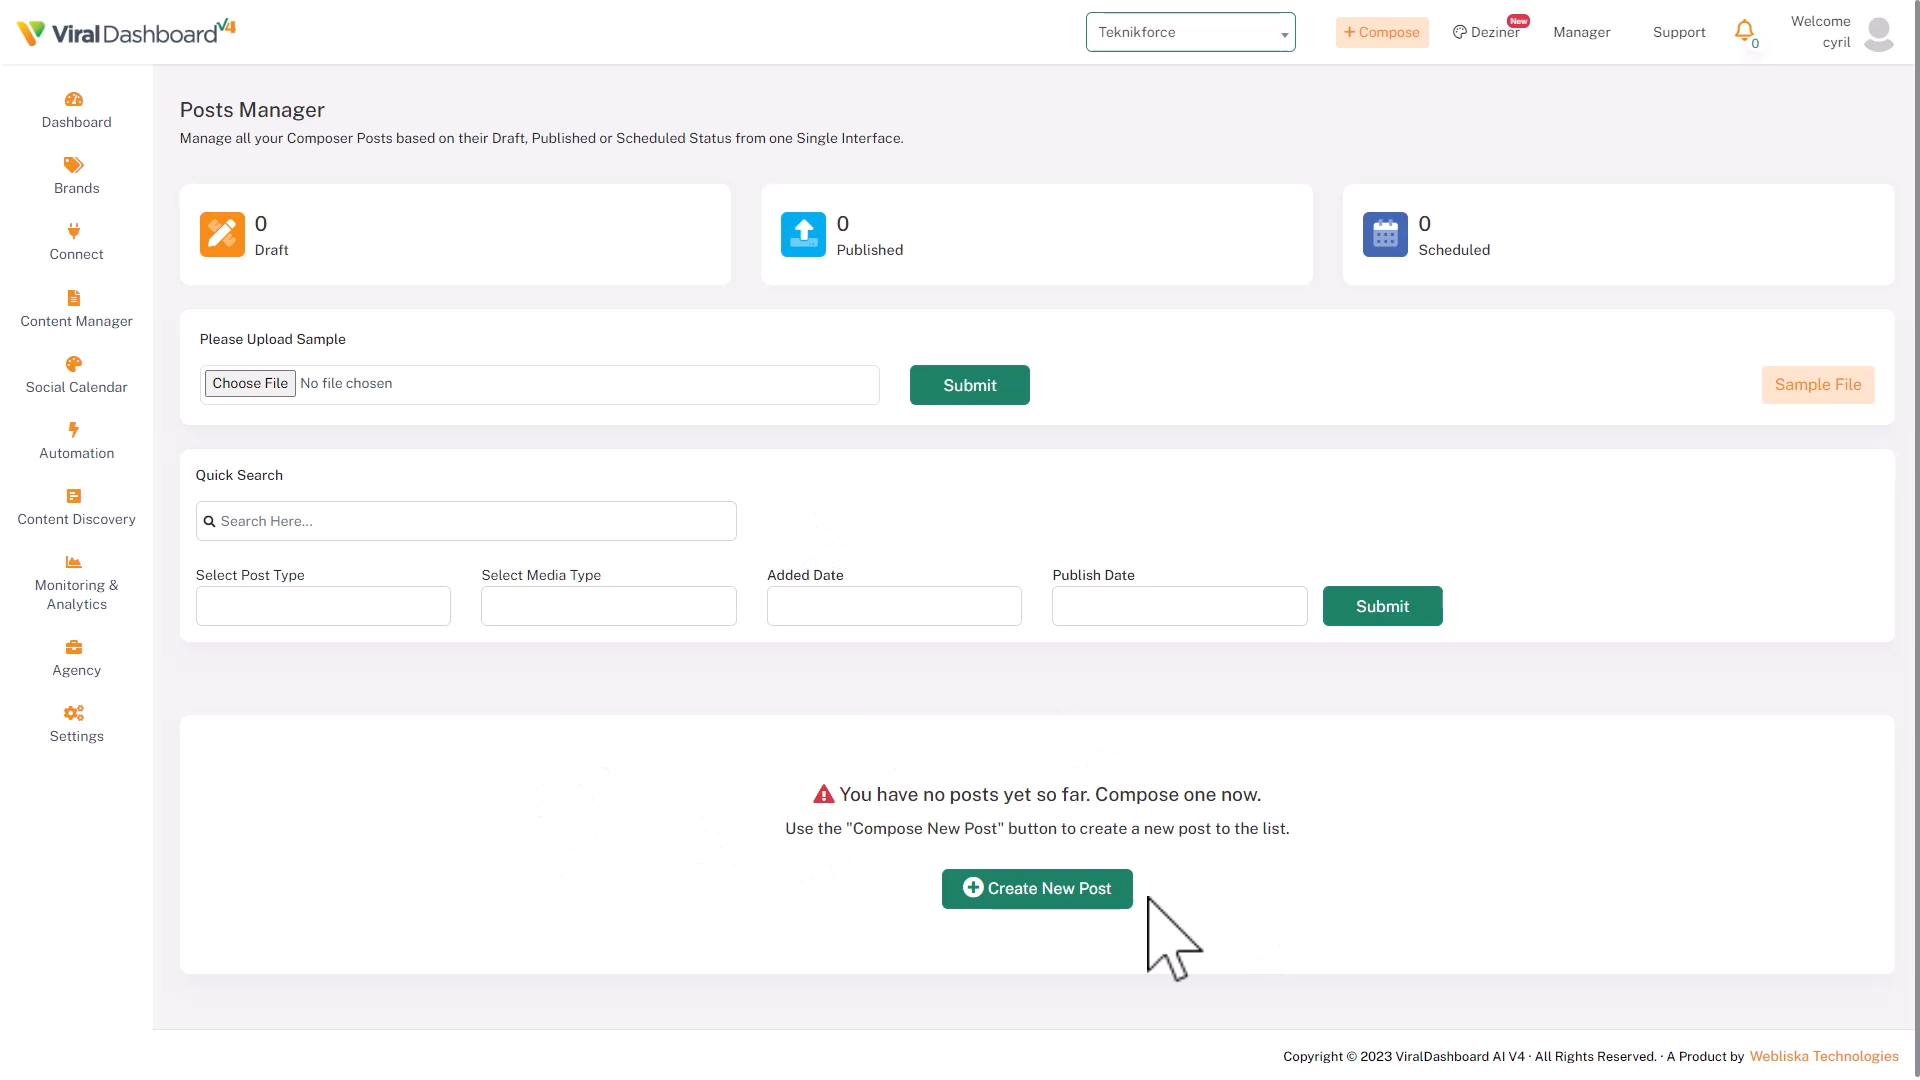 ViralDashboard V4
Teknikforce
+ Compose
Deziner
New
Manager
Support
0
Welcome
cyril
Dashboard
Brands
Connect
Content Manager
Social Calendar
Automation
Content Discovery
Monitoring &
Analytics
Agency
Settings
Posts Manager
Manage all your Composer Posts based on their Draft, Published or Scheduled Status from one Single Interface.
0
Draft
0
Published
0
Scheduled
Please Upload Sample
Choose File No file chosen
Submit
Sample File
Quick Search
Search Here...
Select Post Type
Select Media Type
Added Date
Publish Date
Submit
You have no posts yet so far. Compose one now.
Use the "Compose New Post" button to create a new post to the list.
Create New Post
Copyright © 2023 ViralDashboard AI V4 · All Rights Reserved. · A Product by Webliska Technologies